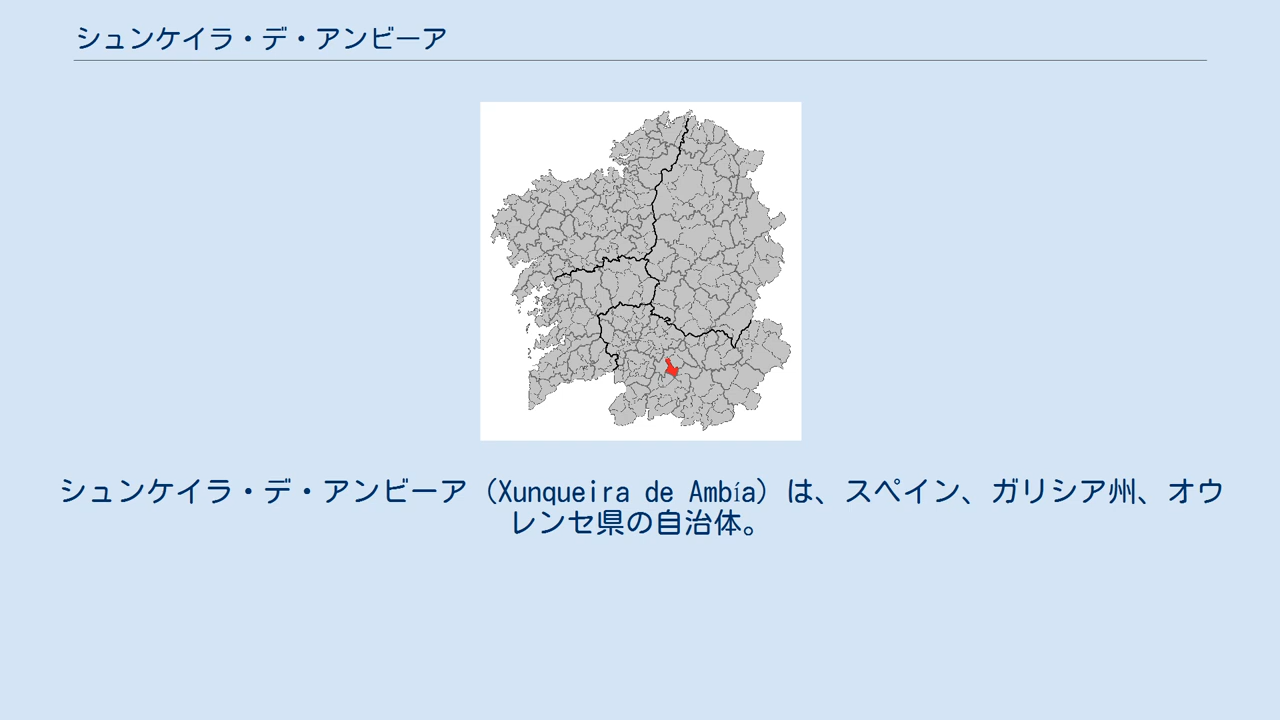 シュンケイラ・デ・アンビーア
シュンケイラ・デ・アンビーア（Xunqueira de Ambía）は、スペイン、ガリシア州、オウ
レンセ県の自治体。